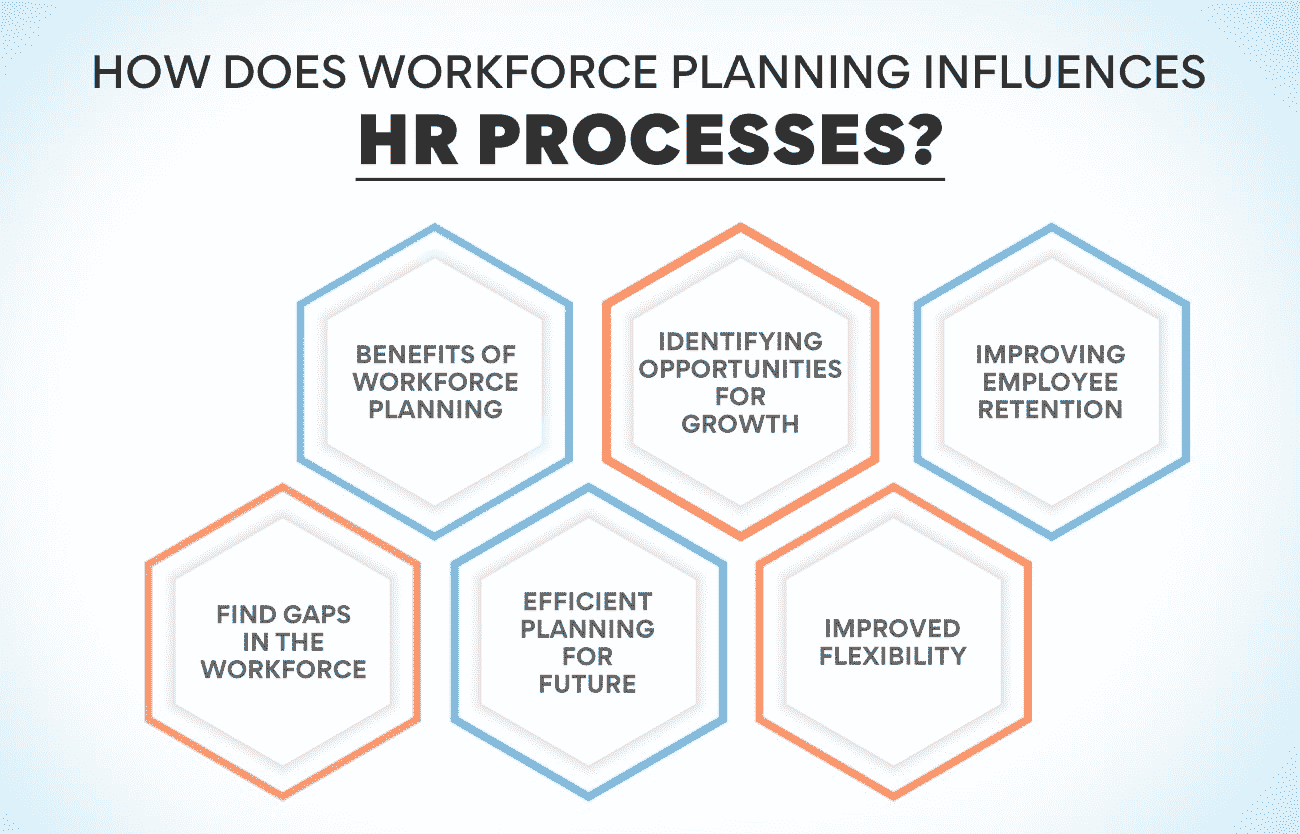 HOW DOES WORKFORCE PLANNING INFLUENCES
HR PROCESSES?
BENEFITS OF
WORKFORCE
PLANNING
IDENTIFYING
OPPORTUNITIES
FOR
GROWTH
IMPROVING
EMPLOYEE
RETENTION
FIND GAPS
IN THE
WORKFORCE
EFFICIENT
PLANNING
FOR
FUTURE
IMPROVED
FLEXIBILITY